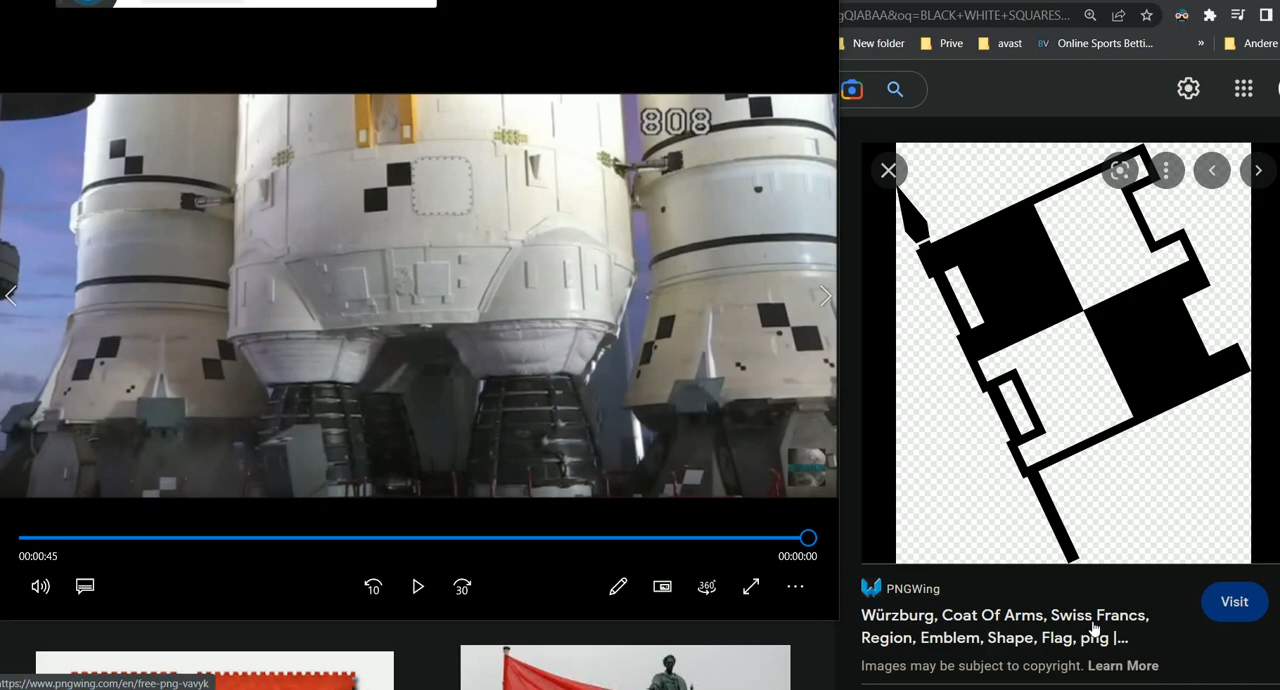 gQIABAA&oq=BLACK+WHITE+SQUARES...
New folder
Prive
avast
BV
Online Sports Betti...
»
Andere
808
00:00:45
00:00:00
10
30
360
PNGWing
Würzburg, Coat Of Arms, Swiss Francs,
Region, Emblem, Shape, Flag, png |...
Visit
Images may be subject to copyright. Learn More
ttps://www.pngwing.com/en/free-png-vavyk